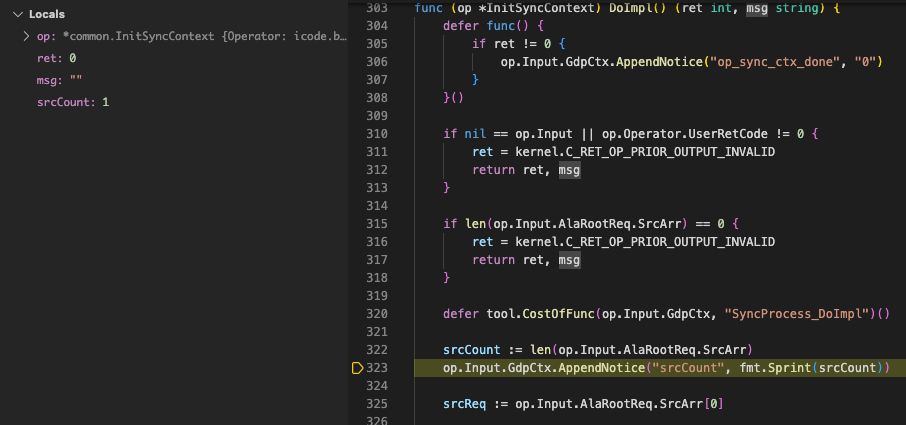 Locals
op: *common.InitSyncContext {Operator: icode.b…
ret: 0
msg: ""
srcCount: 1
303 func (op *InitSyncContext) DoImpl() (ret int, msg string) {
304     defer func() {
305         if ret != 0 {
306             op.Input.GdpCtx.AppendNotice("op_sync_ctx_done", "0")
307         }
308     }()
309
310     if nil == op.Input || op.Operator.UserRetCode != 0 {
311         ret = kernel.C_RET_OP_PRIOR_OUTPUT_INVALID
312         return ret, msg
313     }
314
315     if len(op.Input.AlaRootReq.SrcArr) == 0 {
316         ret = kernel.C_RET_OP_PRIOR_OUTPUT_INVALID
317         return ret, msg
318     }
319
320     defer tool.CostOfFunc(op.Input.GdpCtx, "SyncProcess_DoImpl")()
321
322     srcCount := len(op.Input.AlaRootReq.SrcArr)
323     op.Input.GdpCtx.AppendNotice("srcCount", fmt.Sprint(srcCount))
324
325     srcReq := op.Input.AlaRootReq.SrcArr[0]
326